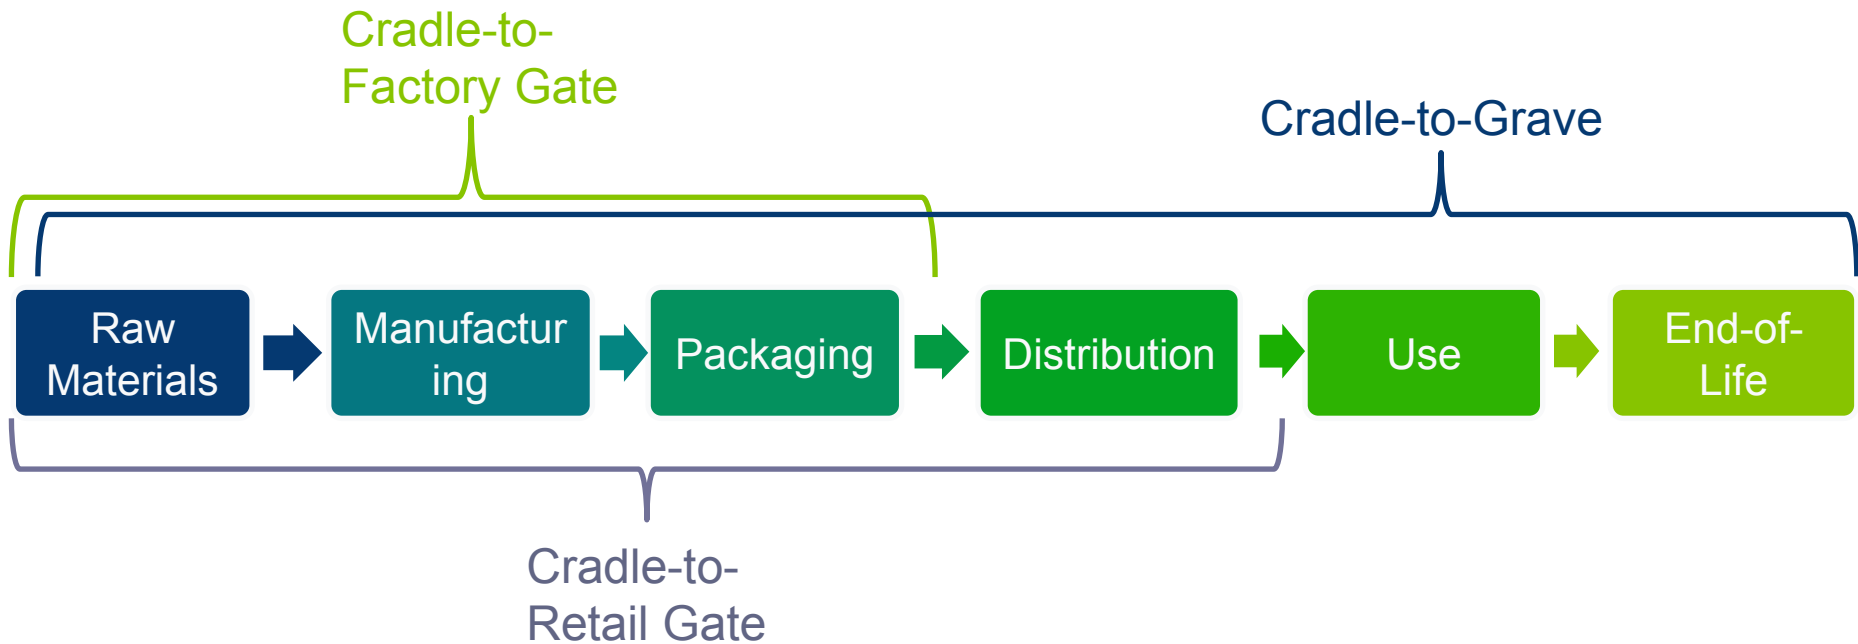 Cradle-to-
Factory Gate
Cradle-to-Grave
Raw
Materials
Manufactur
ing
Packaging
Distribution
Use
End-of-
Life
Cradle-to-
Retail Gate